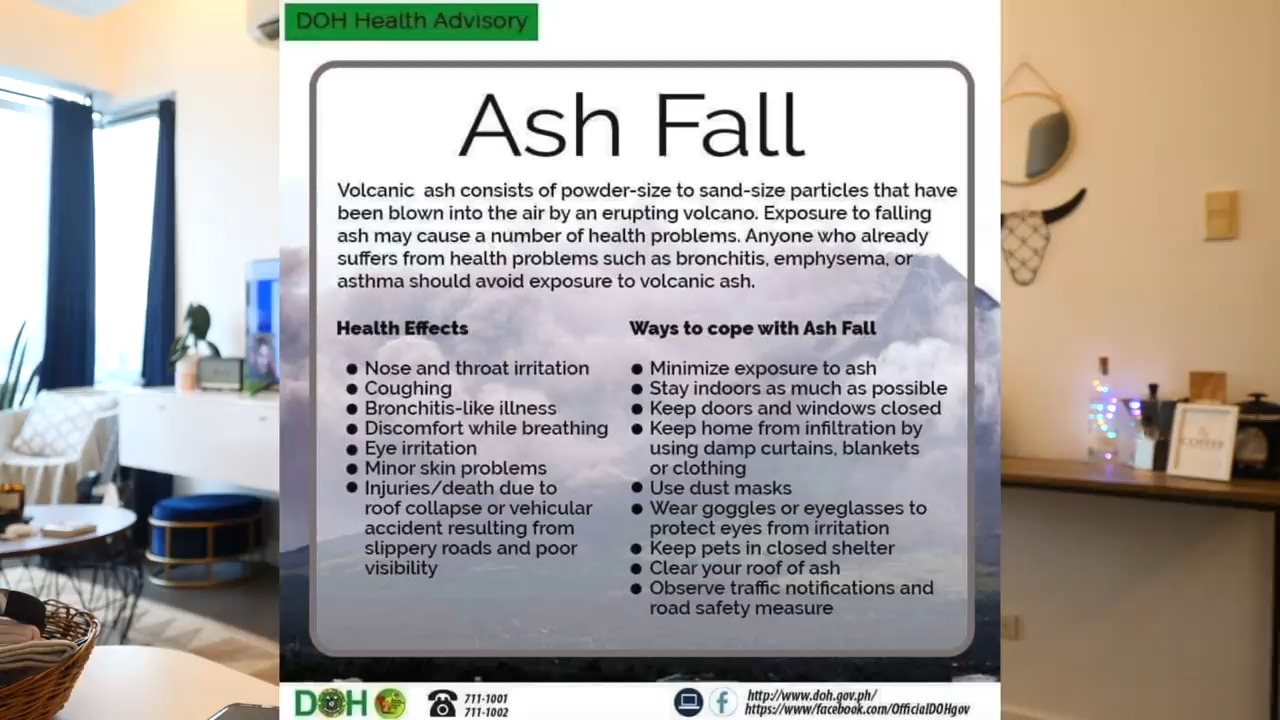 DOH Health Advisory
Ash Fall
Volcanic ash consists of powder-size to sand-size particles that have
been blown into the air by an erupting volcano. Exposure to falling
ash may cause a number of health problems. Anyone who already
suffers from health problems such as bronchitis, emphysema, or
asthma should avoid exposure to volcanic ash.
Health Effects
● Nose and throat irritation
● Coughing
● Bronchitis-like illness
● Discomfort while breathing
● Eye irritation
● Minor skin problems
● Injuries/death due to
roof collapse or vehicular
accident resulting from
slippery roads and poor
visibility
Ways to cope with Ash Fall
● Minimize exposure to ash
● Stay indoors as much as possible
● Keep doors and windows closed
● Keep home from infiltration by
using damp curtains, blankets
or clothing
● Use dust masks
● Wear goggles or eyeglasses to
protect eyes from irritation
● Keep pets in closed shelter
● Clear your roof of ash
● Observe traffic notifications and
road safety measure
DOH
711-1001
711-1002
http://www.doh.gov.ph/
https://www/facebook.com/OfficialDOHgov
COFFEE